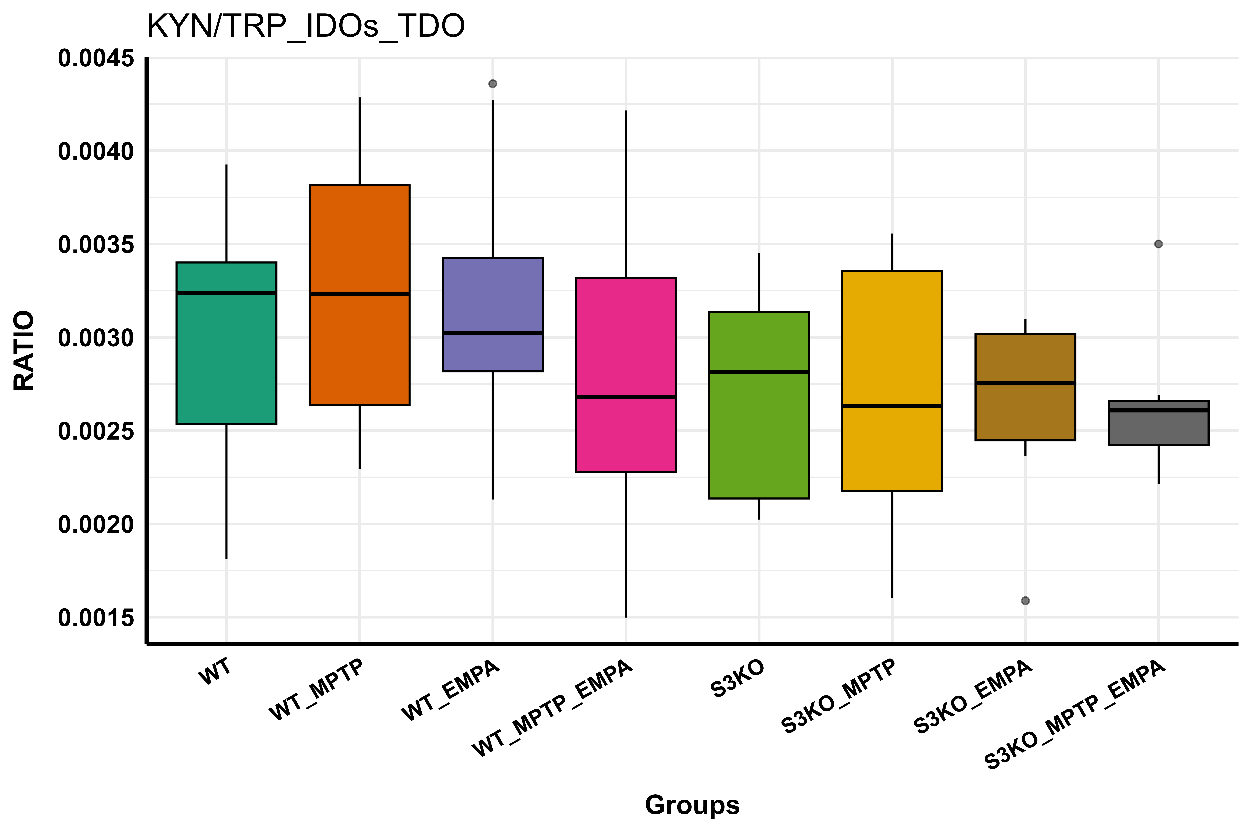 KYN/TRP_IDOs_TDO
0.0045
0.0040
0.0035
0.0030
0.0025
0.0020
0.0015
RATIO
WT
WT_MPTP
WT_EMPA
WT_MPTP_EMPA
S3KO
S3KO_MPTP
S3KO_EMPA
S3KO_MPTP_EMPA
Groups